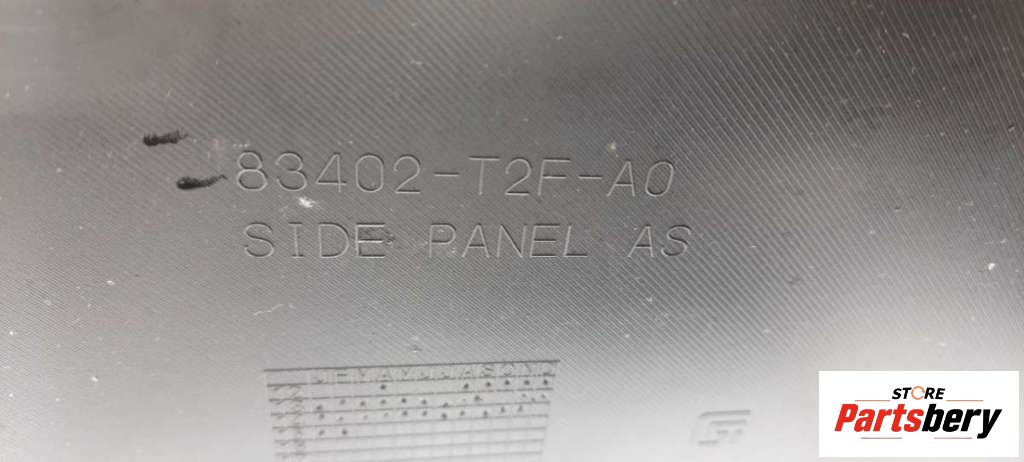 83402-T2F-A0
SIDE PANEL AS
STORE
Partsbery